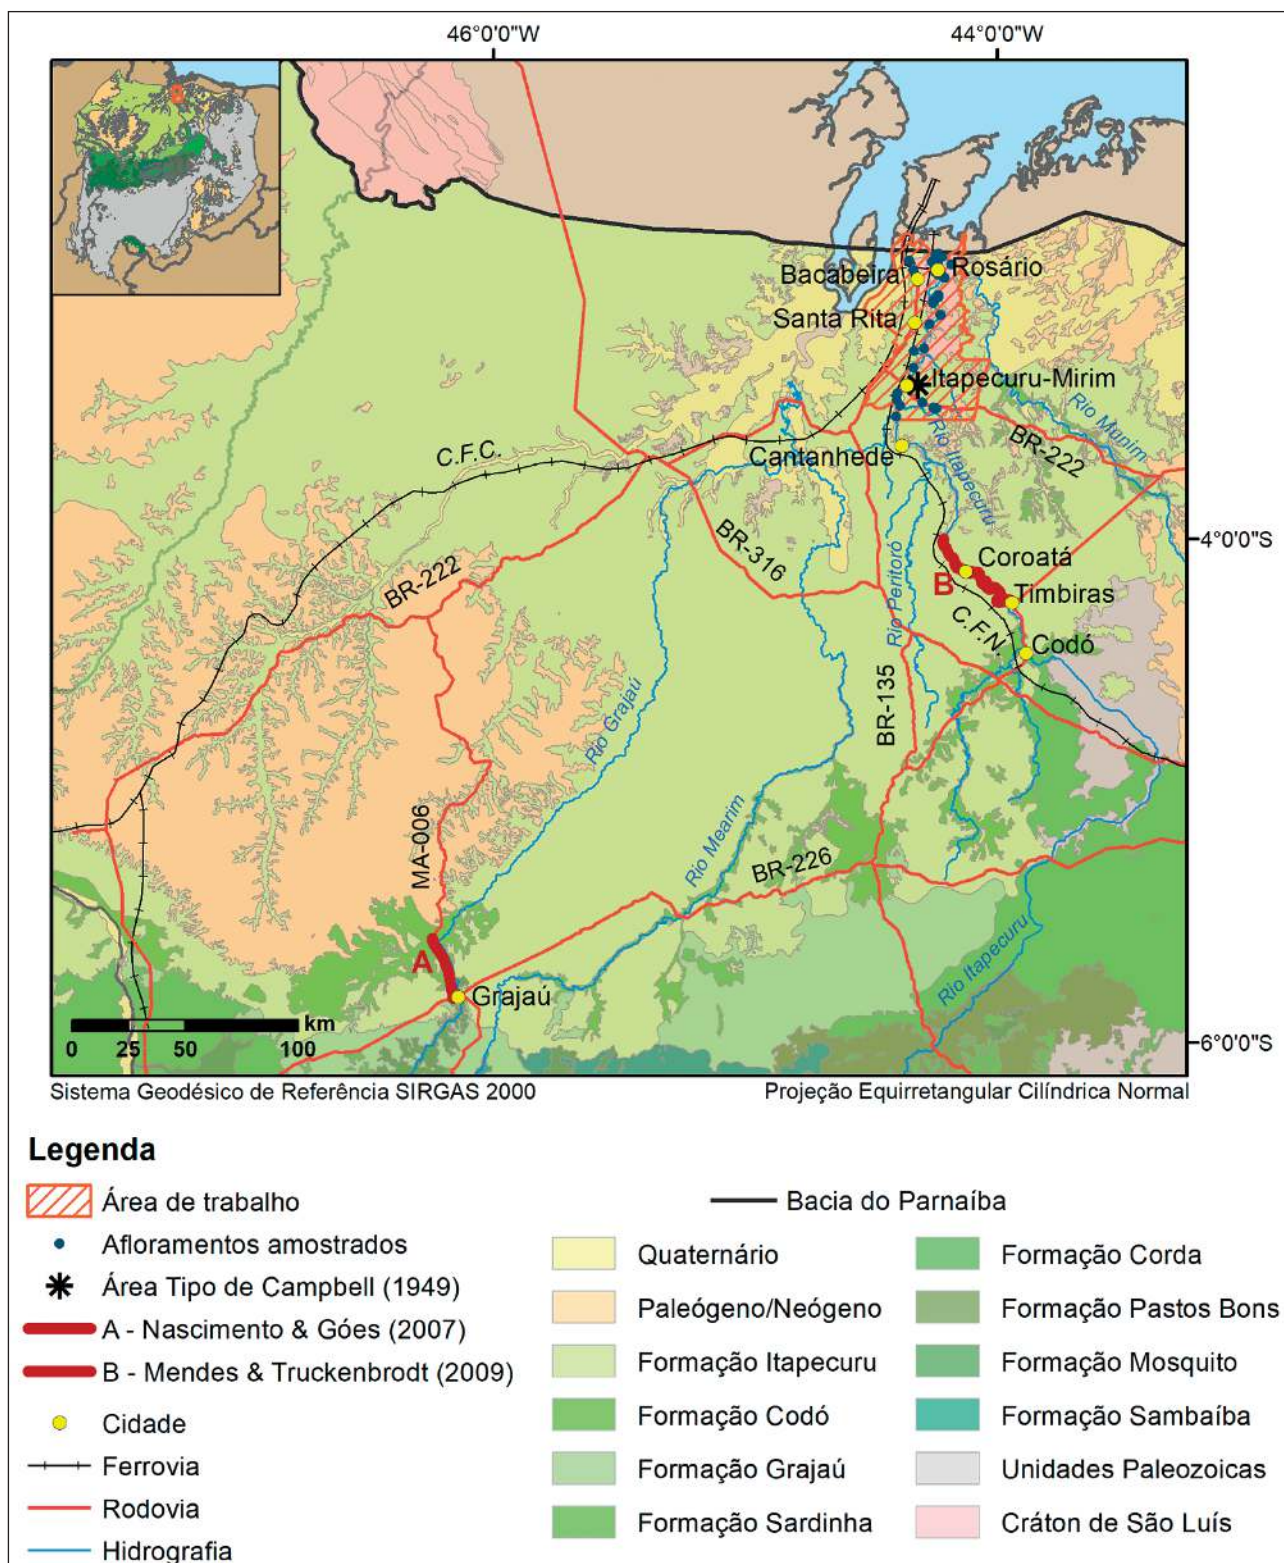 46°0'0"W
44°0'0"W
Bacabeira
Rosário
Santa Rita
Itapecuru-Mirim
Rio Munim
BR-222
Rio Itapecuru
Cantanhede
C.F.C.
BR-316
4°0'0"S
BR-222
Rio Peritoró
Coroatá
B
Timbiras
C.F.N.
Codó
BR-135
Rio Grajaú
MA-006
Rio Mearim
BR-226
Rio Itapecuru
A
Grajaú
km
0 25 50 100
6°0'0"S
Sistema Geodésico de Referência SIRGAS 2000
Projeção Equirretangular Cilíndrica Normal
Legenda
Área de trabalho
Afloramentos amostrados
Área Tipo de Campbell (1949)
A - Nascimento & Góes (2007)
B - Mendes & Truckenbrodt (2009)
Cidade
Ferrovia
Rodovia
Hidrografia
Bacia do Parnaíba
Quaternário
Paleógeno/Neógeno
Formação Itapecuru
Formação Codó
Formação Grajaú
Formação Sardinha
Formação Corda
Formação Pastos Bons
Formação Mosquito
Formação Sambaíba
Unidades Paleozoicas
Cráton de São Luís